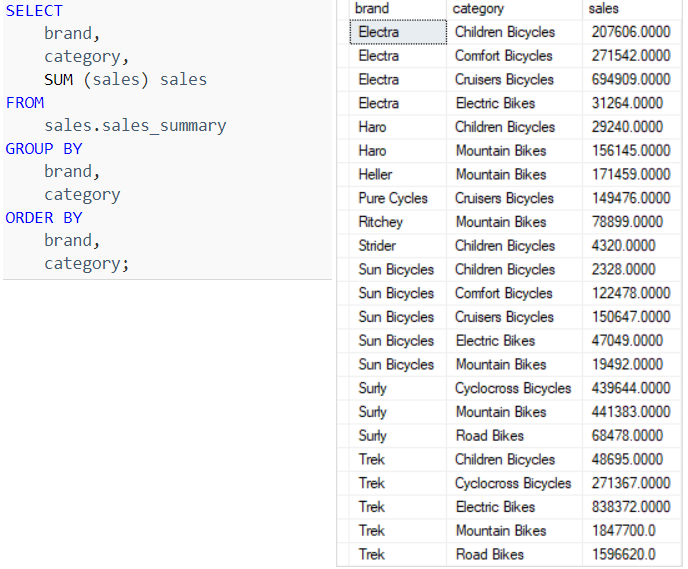 SELECT
brand,
category,
SUM (sales) sales
FROM
sales.sales_summary
GROUP BY
brand,
category
ORDER BY
brand,
category;
brand category sales
Electra Children Bicycles 207606.0000
Electra Comfort Bicycles 271542.0000
Electra Cruisers Bicycles 694909.0000
Electra Electric Bikes 31264.0000
Haro Children Bicycles 29240.0000
Haro Mountain Bikes 156145.0000
Heller Mountain Bikes 171459.0000
Pure Cycles Cruisers Bicycles 149476.0000
Ritchey Mountain Bikes 78899.0000
Strider Children Bicycles 4320.0000
Sun Bicycles Children Bicycles 2328.0000
Sun Bicycles Comfort Bicycles 122478.0000
Sun Bicycles Cruisers Bicycles 150647.0000
Sun Bicycles Electric Bikes 47049.0000
Sun Bicycles Mountain Bikes 19492.0000
Surly Cyclocross Bicycles 439644.0000
Surly Mountain Bikes 441383.0000
Surly Road Bikes 68478.0000
Trek Children Bicycles 48695.0000
Trek Cyclocross Bicycles 271367.0000
Trek Electric Bikes 838372.0000
Trek Mountain Bikes 1847700.0
Trek Road Bikes 1596620.0